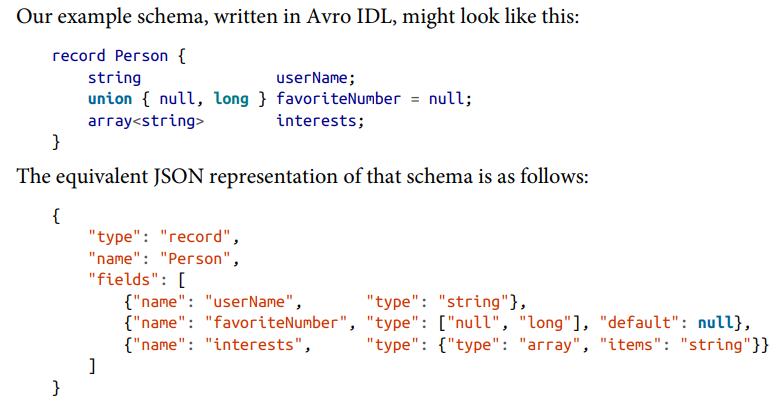 Our example schema, written in Avro IDL, might look like this:
record Person {
    string               userName;
    union { null, long } favoriteNumber = null;
    array<string>        interests;
}
The equivalent JSON representation of that schema is as follows:
{
    "type": "record",
    "name": "Person",
    "fields": [
        {"name": "userName",       "type": "string"},
        {"name": "favoriteNumber", "type": ["null", "long"], "default": null},
        {"name": "interests",      "type": {"type": "array", "items": "string"}}
    ]
}